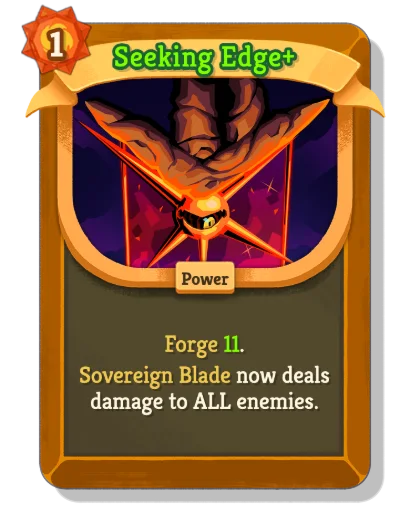 1
Seeking Edge+
Power
Forge 11.
Sovereign Blade now deals
damage to ALL enemies.